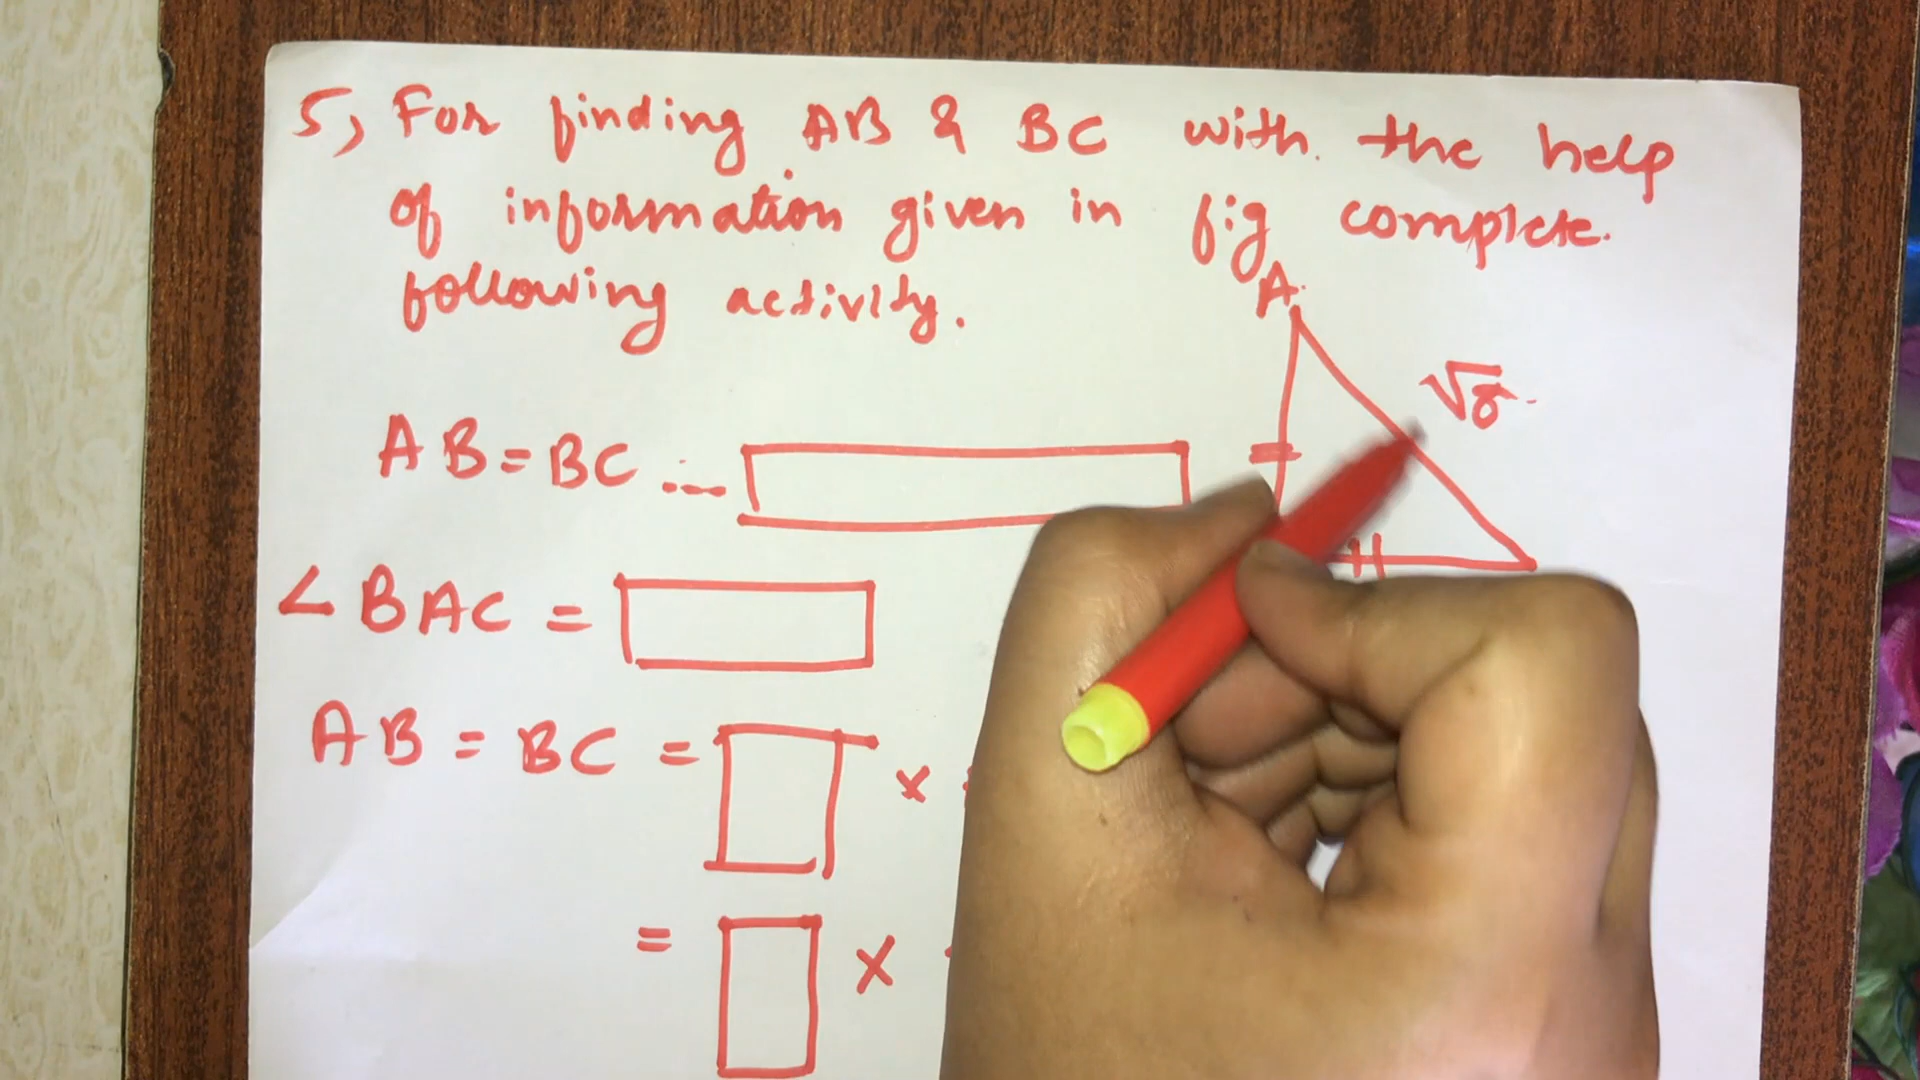 5, For finding AB & BC with the help
of information given in fig complete
following activity.
A
√8
AB = BC ...
∠BAC =
AB = BC = ×
= ×